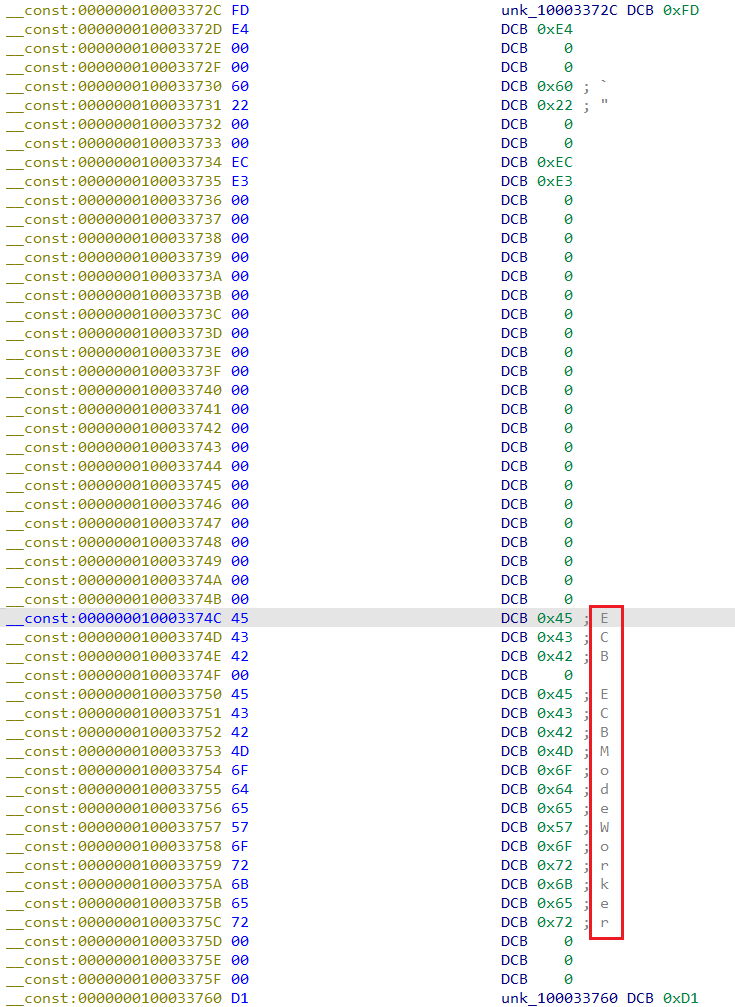 __const:000000010003372C FD unk_10003372C DCB 0xFD
__const:000000010003372D E4 DCB 0xE4
__const:000000010003372E 00 DCB 0
__const:000000010003372F 00 DCB 0
__const:0000000100033730 60 DCB 0x60 ; `
__const:0000000100033731 22 DCB 0x22 ; "
__const:0000000100033732 00 DCB 0
__const:0000000100033733 00 DCB 0
__const:0000000100033734 EC DCB 0xEC
__const:0000000100033735 E3 DCB 0xE3
__const:0000000100033736 00 DCB 0
__const:0000000100033737 00 DCB 0
__const:0000000100033738 00 DCB 0
__const:0000000100033739 00 DCB 0
__const:000000010003373A 00 DCB 0
__const:000000010003373B 00 DCB 0
__const:000000010003373C 00 DCB 0
__const:000000010003373D 00 DCB 0
__const:000000010003373E 00 DCB 0
__const:000000010003373F 00 DCB 0
__const:0000000100033740 00 DCB 0
__const:0000000100033741 00 DCB 0
__const:0000000100033742 00 DCB 0
__const:0000000100033743 00 DCB 0
__const:0000000100033744 00 DCB 0
__const:0000000100033745 00 DCB 0
__const:0000000100033746 00 DCB 0
__const:0000000100033747 00 DCB 0
__const:0000000100033748 00 DCB 0
__const:0000000100033749 00 DCB 0
__const:000000010003374A 00 DCB 0
__const:000000010003374B 00 DCB 0
__const:000000010003374C 45 DCB 0x45 ; E
__const:000000010003374D 43 DCB 0x43 ; C
__const:000000010003374E 42 DCB 0x42 ; B
__const:000000010003374F 00 DCB 0
__const:0000000100033750 45 DCB 0x45 ; E
__const:0000000100033751 43 DCB 0x43 ; C
__const:0000000100033752 42 DCB 0x42 ; B
__const:0000000100033753 4D DCB 0x4D ; M
__const:0000000100033754 6F DCB 0x6F ; o
__const:0000000100033755 64 DCB 0x64 ; d
__const:0000000100033756 65 DCB 0x65 ; e
__const:0000000100033757 57 DCB 0x57 ; W
__const:0000000100033758 6F DCB 0x6F ; o
__const:0000000100033759 72 DCB 0x72 ; r
__const:000000010003375A 6B DCB 0x6B ; k
__const:000000010003375B 65 DCB 0x65 ; e
__const:000000010003375C 72 DCB 0x72 ; r
__const:000000010003375D 00 DCB 0
__const:000000010003375E 00 DCB 0
__const:000000010003375F 00 DCB 0
__const:0000000100033760 D1 unk_100033760 DCB 0xD1